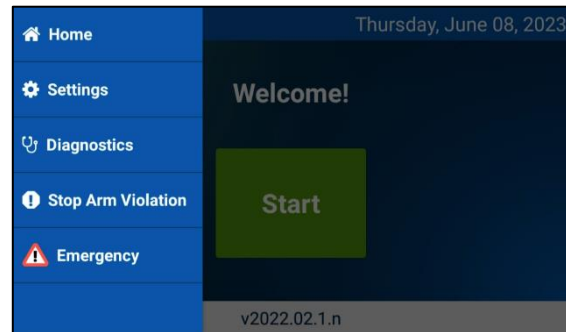 Home
Settings
Diagnostics
Stop Arm Violation
Emergency
Thursday, June 08, 2023
Welcome!
Start
v2022.02.1.n